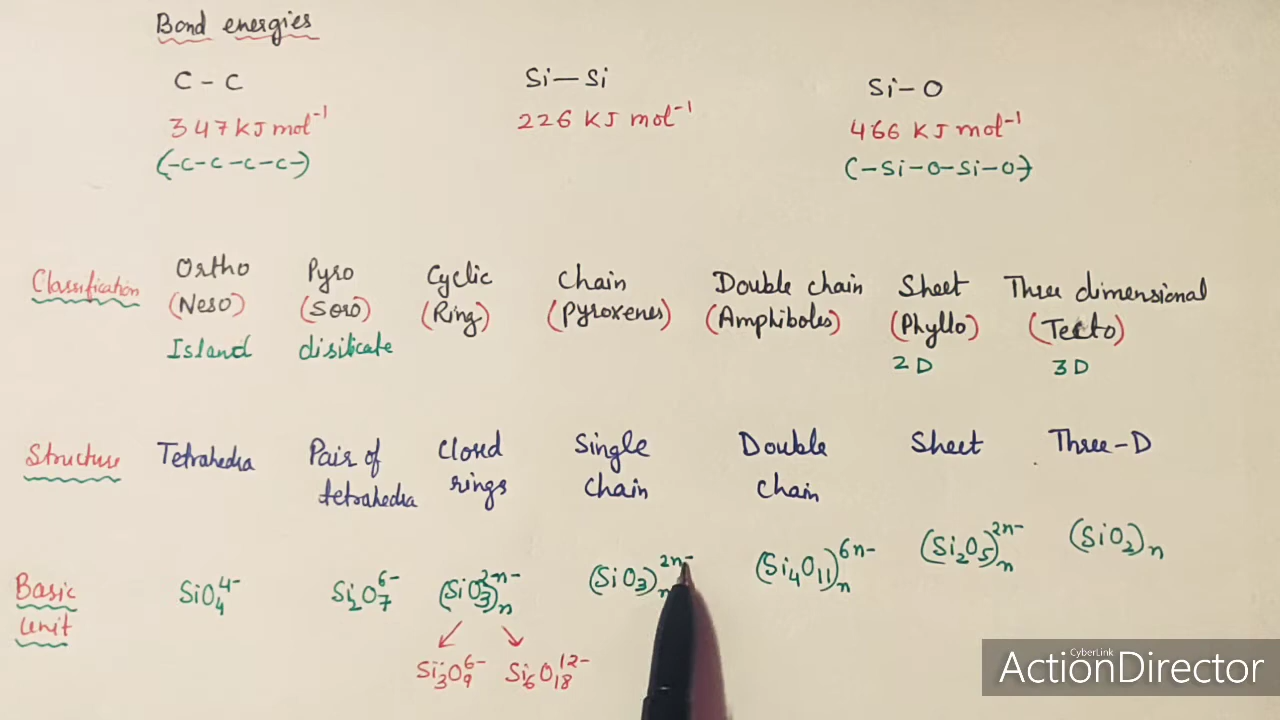 Bond energies
C - C Si - Si Si - O
347 KJ mol⁻¹ 226 KJ mol⁻¹ 466 KJ mol⁻¹
(-C-C-C-C-) (-Si-O-Si-O-)
Classification Ortho Pyro Cyclic Chain Double chain Sheet Three dimensional
(Neso) (Soro) (Ring) (Pyroxenes) (Amphiboles) (Phyllo) (Tecto)
Island disilicate 2D 3D
Structure Tetrahedra Pair of Closed Single Double Sheet Three-D
tetrahedra rings chain chain
Basic SiO₄⁴⁻ Si₂O₇⁶⁻ (SiO₃)ₙ²ⁿ⁻ (SiO₃)ₙ²ⁿ⁻ (Si₄O₁₁)ₙ⁶ⁿ⁻ (Si₂O₅)ₙ²ⁿ⁻ (SiO₂)ₙ
unit
Si₃O₉⁶⁻ Si₆O₁₈¹²⁻
CyberLink
ActionDirector